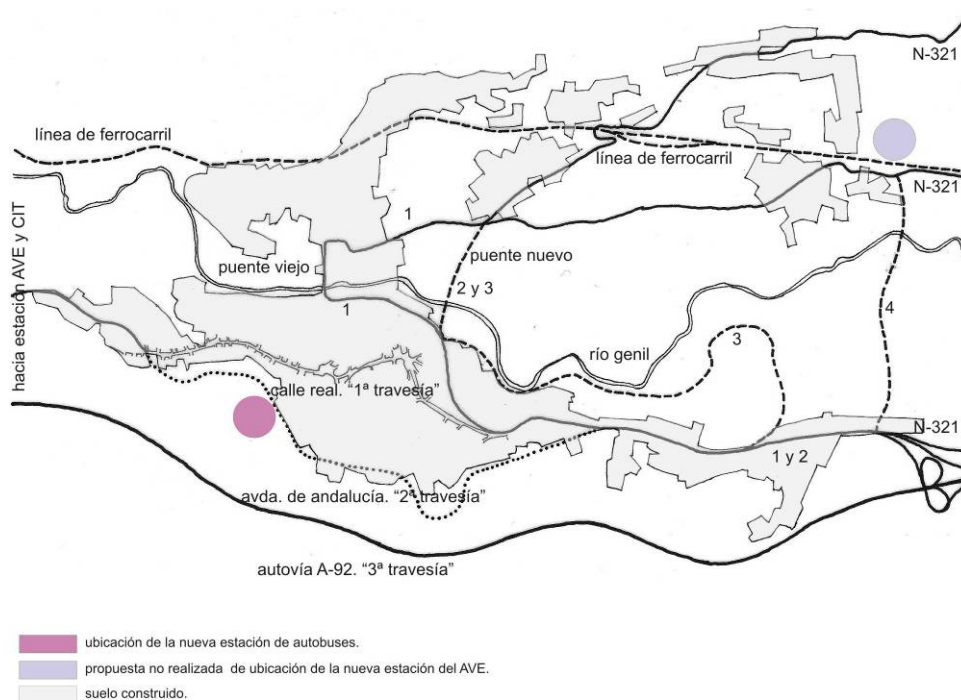 N-321
línea de ferrocarril
línea de ferrocarril
N-321
hacia estación AVE y CIT
1
puente nuevo
puente viejo
2 y 3
1
4
río genil
3
calle real. “1ª travesía”
N-321
1 y 2
avda. de andalucía. “2ª travesía”
autovía A-92. “3ª travesía”
ubicación de la nueva estación de autobuses.
propuesta no realizada de ubicación de la nueva estación del AVE.
suelo construido.